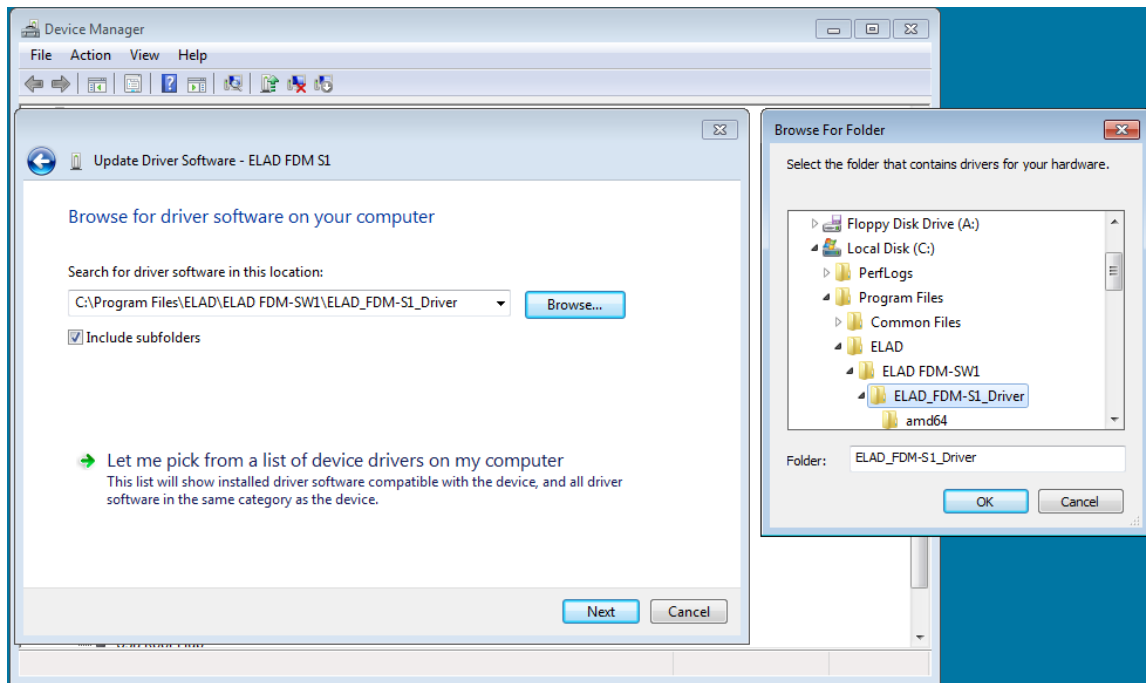 Device Manager
File Action View Help
Update Driver Software - ELAD FDM S1
Browse for driver software on your computer
Search for driver software in this location:
C:\Program Files\ELAD\ELAD FDM-SW1\ELAD_FDM-S1_Driver
Browse...
Include subfolders
Let me pick from a list of device drivers on my computer
This list will show installed driver software compatible with the device, and all driver
software in the same category as the device.
Next Cancel
Browse For Folder
Select the folder that contains drivers for your hardware.
Floppy Disk Drive (A:)
Local Disk (C:)
PerfLogs
Program Files
Common Files
ELAD
ELAD FDM-SW1
ELAD_FDM-S1_Driver
amd64
Folder: ELAD_FDM-S1_Driver
OK Cancel